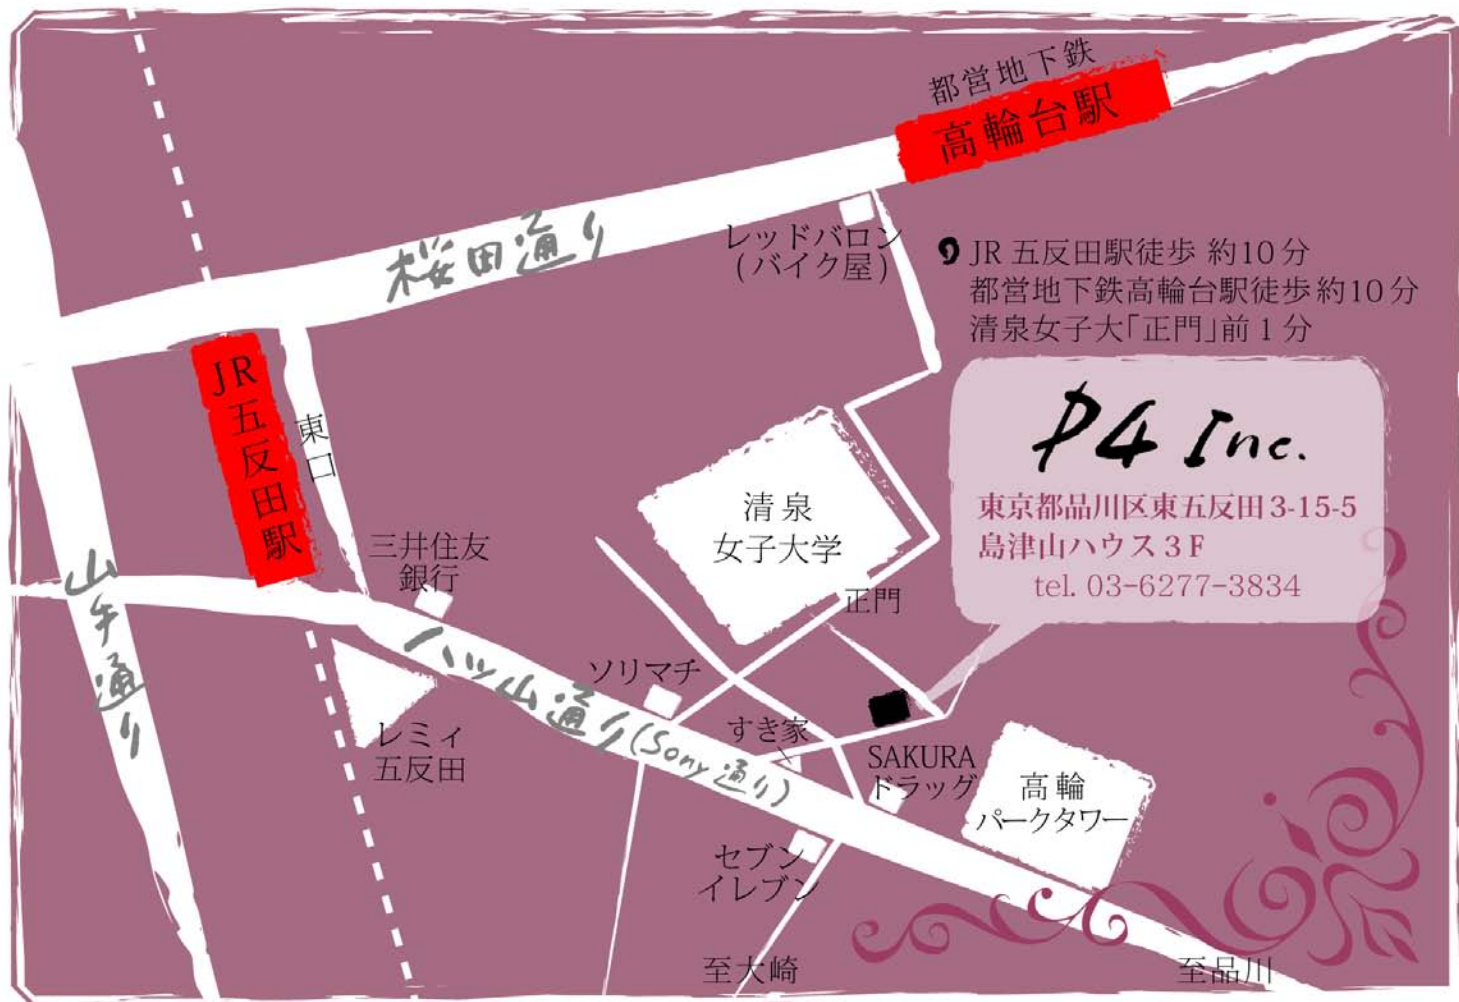 都営地下鉄
高輪台駅
桜田通り
レッドバロン
(バイク屋)
JR 五反田駅徒歩 約10分
都営地下鉄高輪台駅徒歩約10分
清泉女子大「正門」前 1 分
P4 Inc.
東京都品川区東五反田 3-15-5
島津山ハウス 3F
tel. 03-6277-3834
JR五反田駅
東口
清泉
女子大学
正門
三井住友
銀行
山手通り
八ツ山通り(Sony通り)
ソリマチ
レミィ
五反田
すき家
SAKURA
ドラッグ
高輪
パークタワー
セブン
イレブン
至大崎
至品川